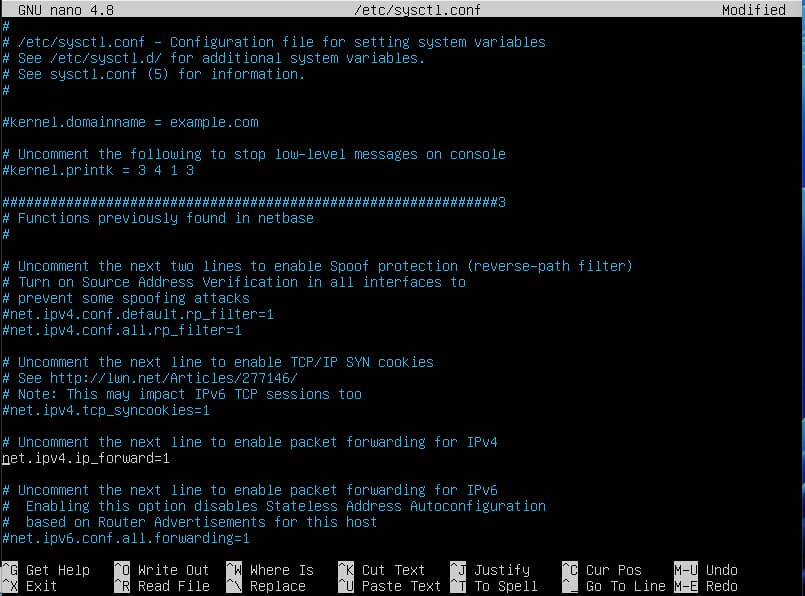 GNU nano 4.8 /etc/sysctl.conf Modified
#
# /etc/sysctl.conf - Configuration file for setting system variables
# See /etc/sysctl.d/ for additional system variables.
# See sysctl.conf (5) for information.
#
#kernel.domainname = example.com
# Uncomment the following to stop low-level messages on console
#kernel.printk = 3 4 1 3
##############################################################3
# Functions previously found in netbase
#
# Uncomment the next two lines to enable Spoof protection (reverse-path filter)
# Turn on Source Address Verification in all interfaces to
# prevent some spoofing attacks
#net.ipv4.conf.default.rp_filter=1
#net.ipv4.conf.all.rp_filter=1
# Uncomment the next line to enable TCP/IP SYN cookies
# See http://lwn.net/Articles/277146/
# Note: This may impact IPv6 TCP sessions too
#net.ipv4.tcp_syncookies=1
# Uncomment the next line to enable packet forwarding for IPv4
net.ipv4.ip_forward=1
# Uncomment the next line to enable packet forwarding for IPv6
#  Enabling this option disables Stateless Address Autoconfiguration
#  based on Router Advertisements for this host
#net.ipv6.conf.all.forwarding=1
^G Get Help ^O Write Out ^W Where Is ^K Cut Text ^J Justify ^C Cur Pos M-U Undo
^X Exit ^R Read File ^\ Replace ^U Paste Text ^T To Spell ^_ Go To Line M-E Redo